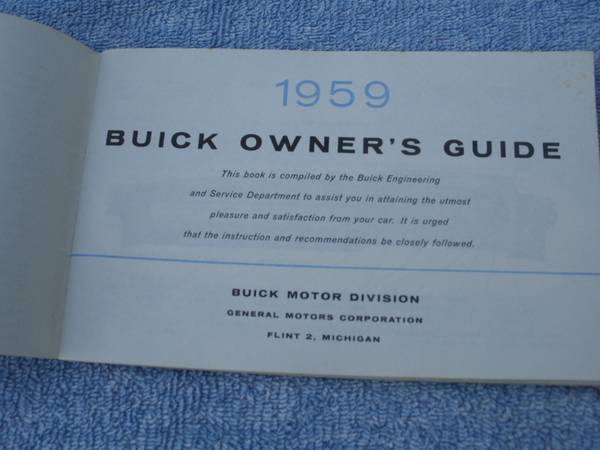 1959
BUICK OWNER'S GUIDE
This book is compiled by the Buick Engineering
and Service Department to assist you in attaining the utmost
pleasure and satisfaction from your car. It is urged
that the instruction and recommendations be closely followed.
BUICK MOTOR DIVISION
GENERAL MOTORS CORPORATION
FLINT 2, MICHIGAN